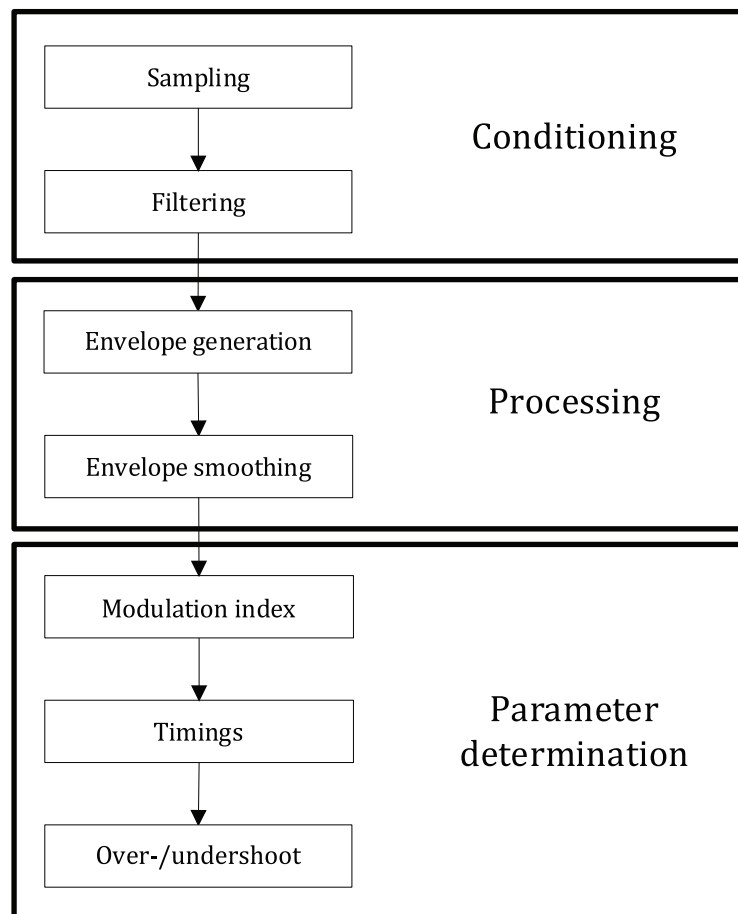 Sampling
Conditioning
Filtering
Envelope generation
Processing
Envelope smoothing
Modulation index
Timings
Parameter
determination
Over-/undershoot